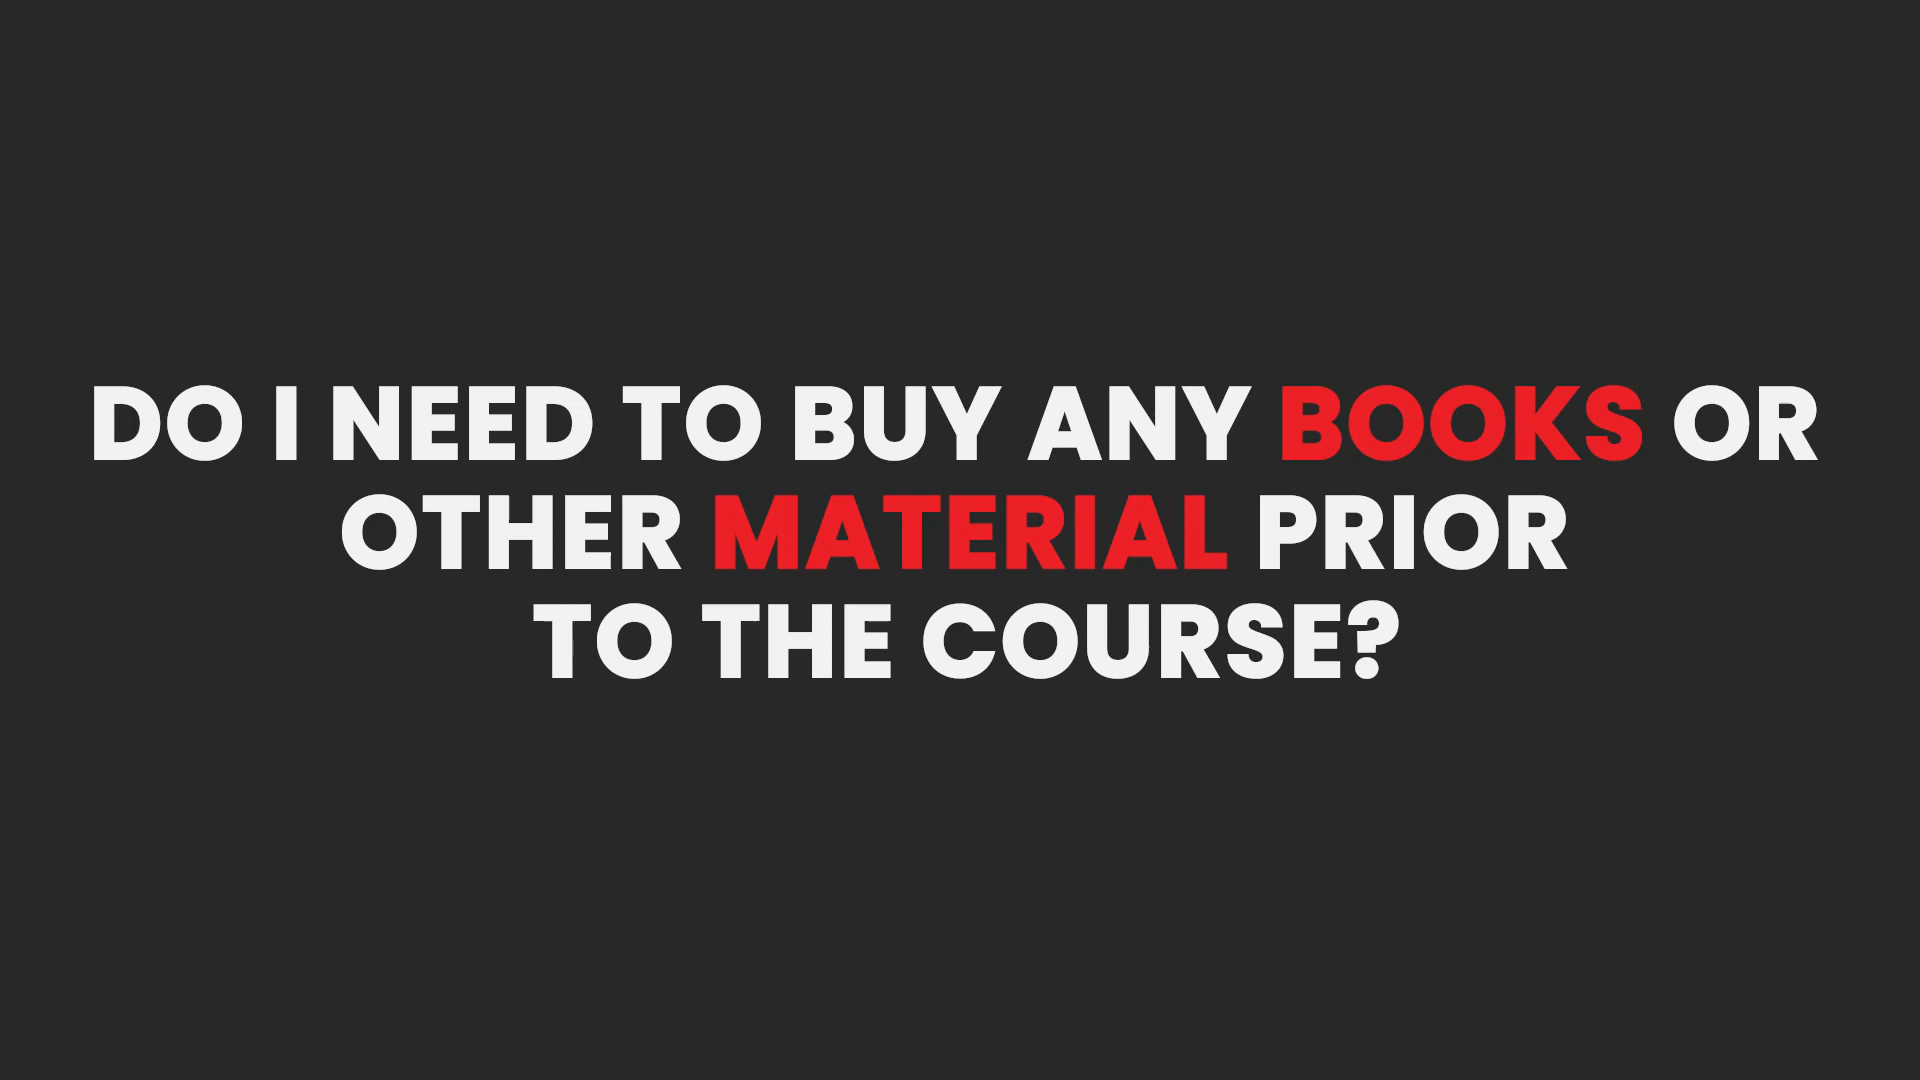 DO I NEED TO BUY ANY BOOKS OR
OTHER MATERIAL PRIOR
TO THE COURSE?